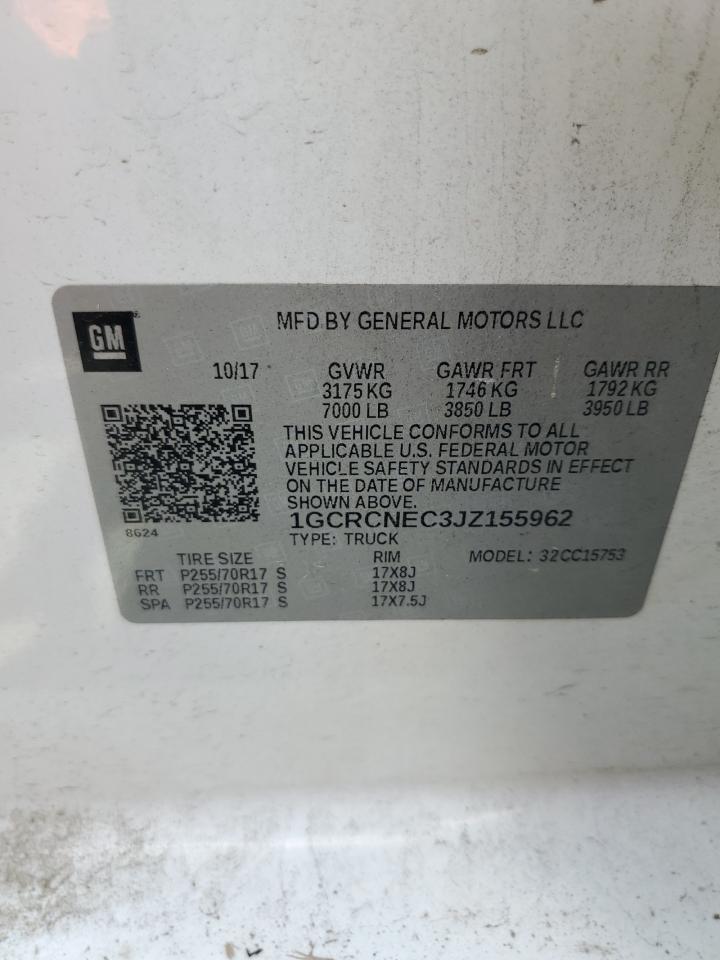 GM
MFD BY GENERAL MOTORS LLC
10/17 GVWR GAWR FRT GAWR RR
3175 KG 1746 KG 1792 KG
7000 LB 3850 LB 3950 LB
THIS VEHICLE CONFORMS TO ALL
APPLICABLE U.S. FEDERAL MOTOR
VEHICLE SAFETY STANDARDS IN EFFECT
ON THE DATE OF MANUFACTURE
SHOWN ABOVE.
1GCRCNEC3JZ155962
8624
TYPE: TRUCK
TIRE SIZE RIM MODEL: 32CC15753
FRT P255/70R17 S 17X8J
RR P255/70R17 S 17X8J
SPA P255/70R17 S 17X7.5J